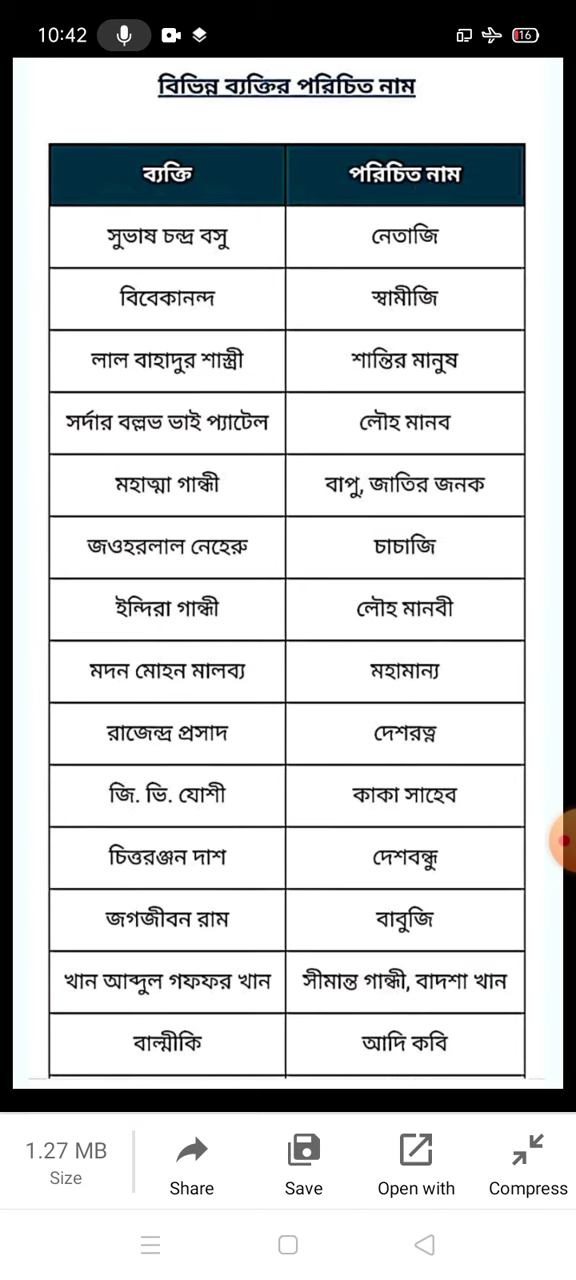 10:42
16
বিভিন্ন ব্যক্তির পরিচিত নাম
ব্যক্তি পরিচিত নাম
সুভাষ চন্দ্র বসু নেতাজি
বিবেকানন্দ স্বামীজি
লাল বাহাদুর শাস্ত্রী শান্তির মানুষ
সর্দার বল্লভ ভাই প্যাটেল লৌহ মানব
মহাত্মা গান্ধী বাপু, জাতির জনক
জওহরলাল নেহেরু চাচাজি
ইন্দিরা গান্ধী লৌহ মানবী
মদন মোহন মালব্য মহামান্য
রাজেন্দ্র প্রসাদ দেশরত্ন
জি. ভি. যোশী কাকা সাহেব
চিত্তরঞ্জন দাশ দেশবন্ধু
জগজীবন রাম বাবুজি
খান আব্দুল গফফর খান সীমান্ত গান্ধী, বাদশা খান
বাল্মীকি আদি কবি
1.27 MB
Size Share Save Open with Compress